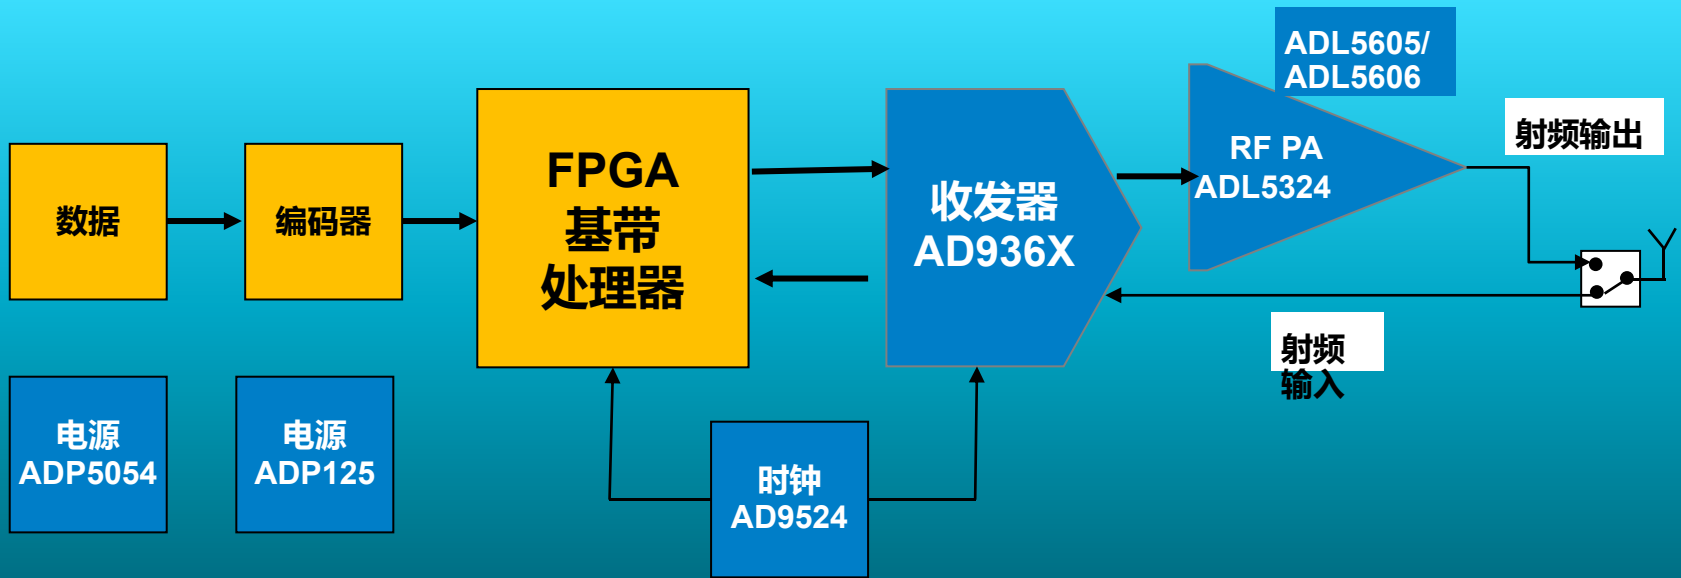 ADL5605/
ADL5606
射频输出
RF PA
ADL5324
FPGA
基带
处理器
收发器
AD936X
数据
编码器
射频
输入
电源
ADP5054
电源
ADP125
时钟
AD9524